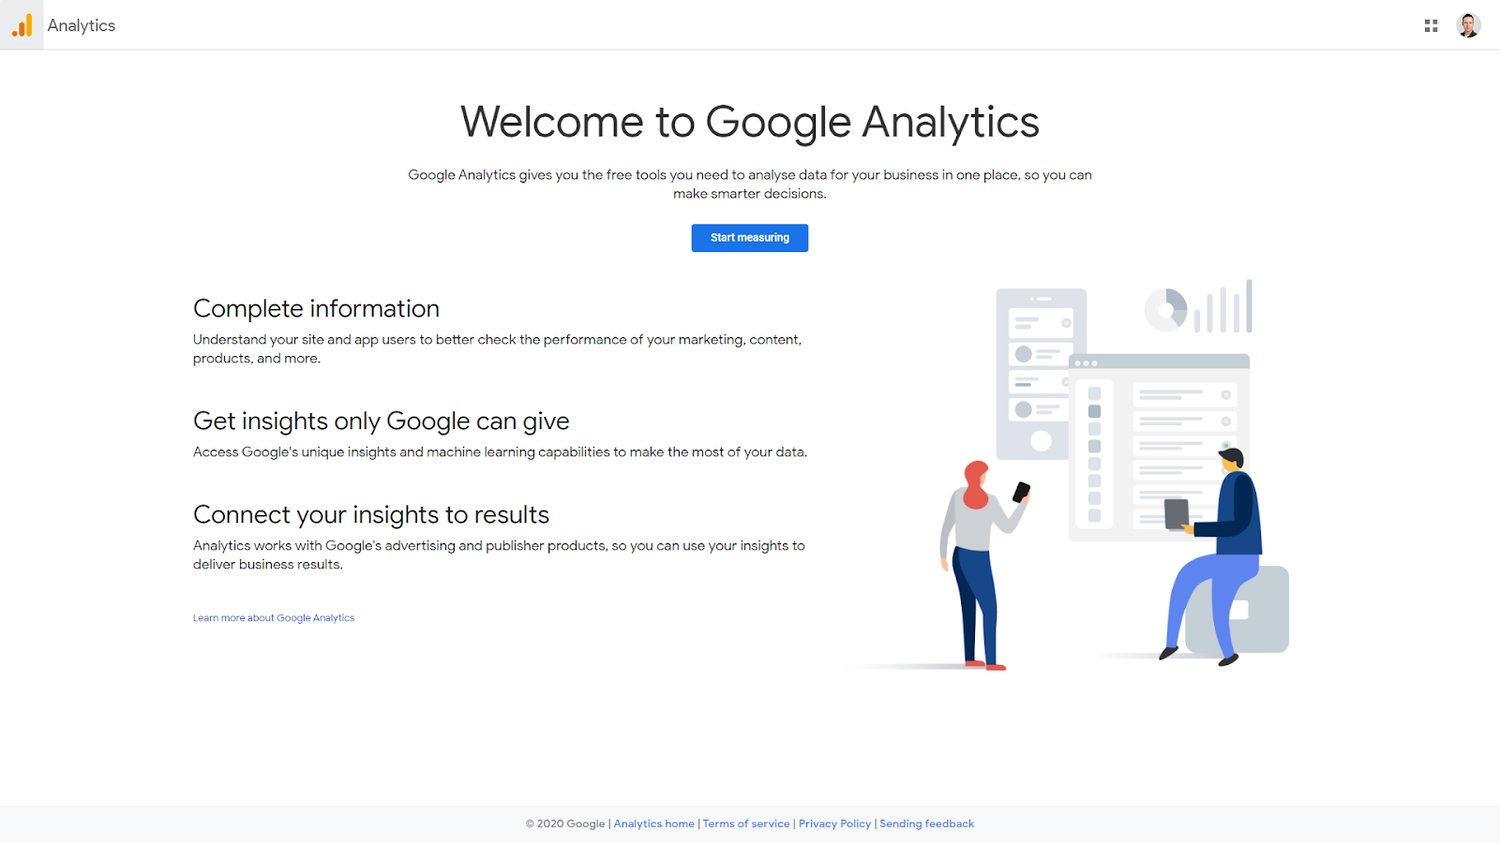 Analytics
Welcome to Google Analytics
Google Analytics gives you the free tools you need to analyse data for your business in one place, so you can
make smarter decisions.
Start measuring
Complete information
Understand your site and app users to better check the performance of your marketing, content,
products, and more.
Get insights only Google can give
Access Google's unique insights and machine learning capabilities to make the most of your data.
Connect your insights to results
Analytics works with Google's advertising and publisher products, so you can use your insights to
deliver business results.
Learn more about Google Analytics
© 2020 Google | Analytics home | Terms of service | Privacy Policy | Sending feedback